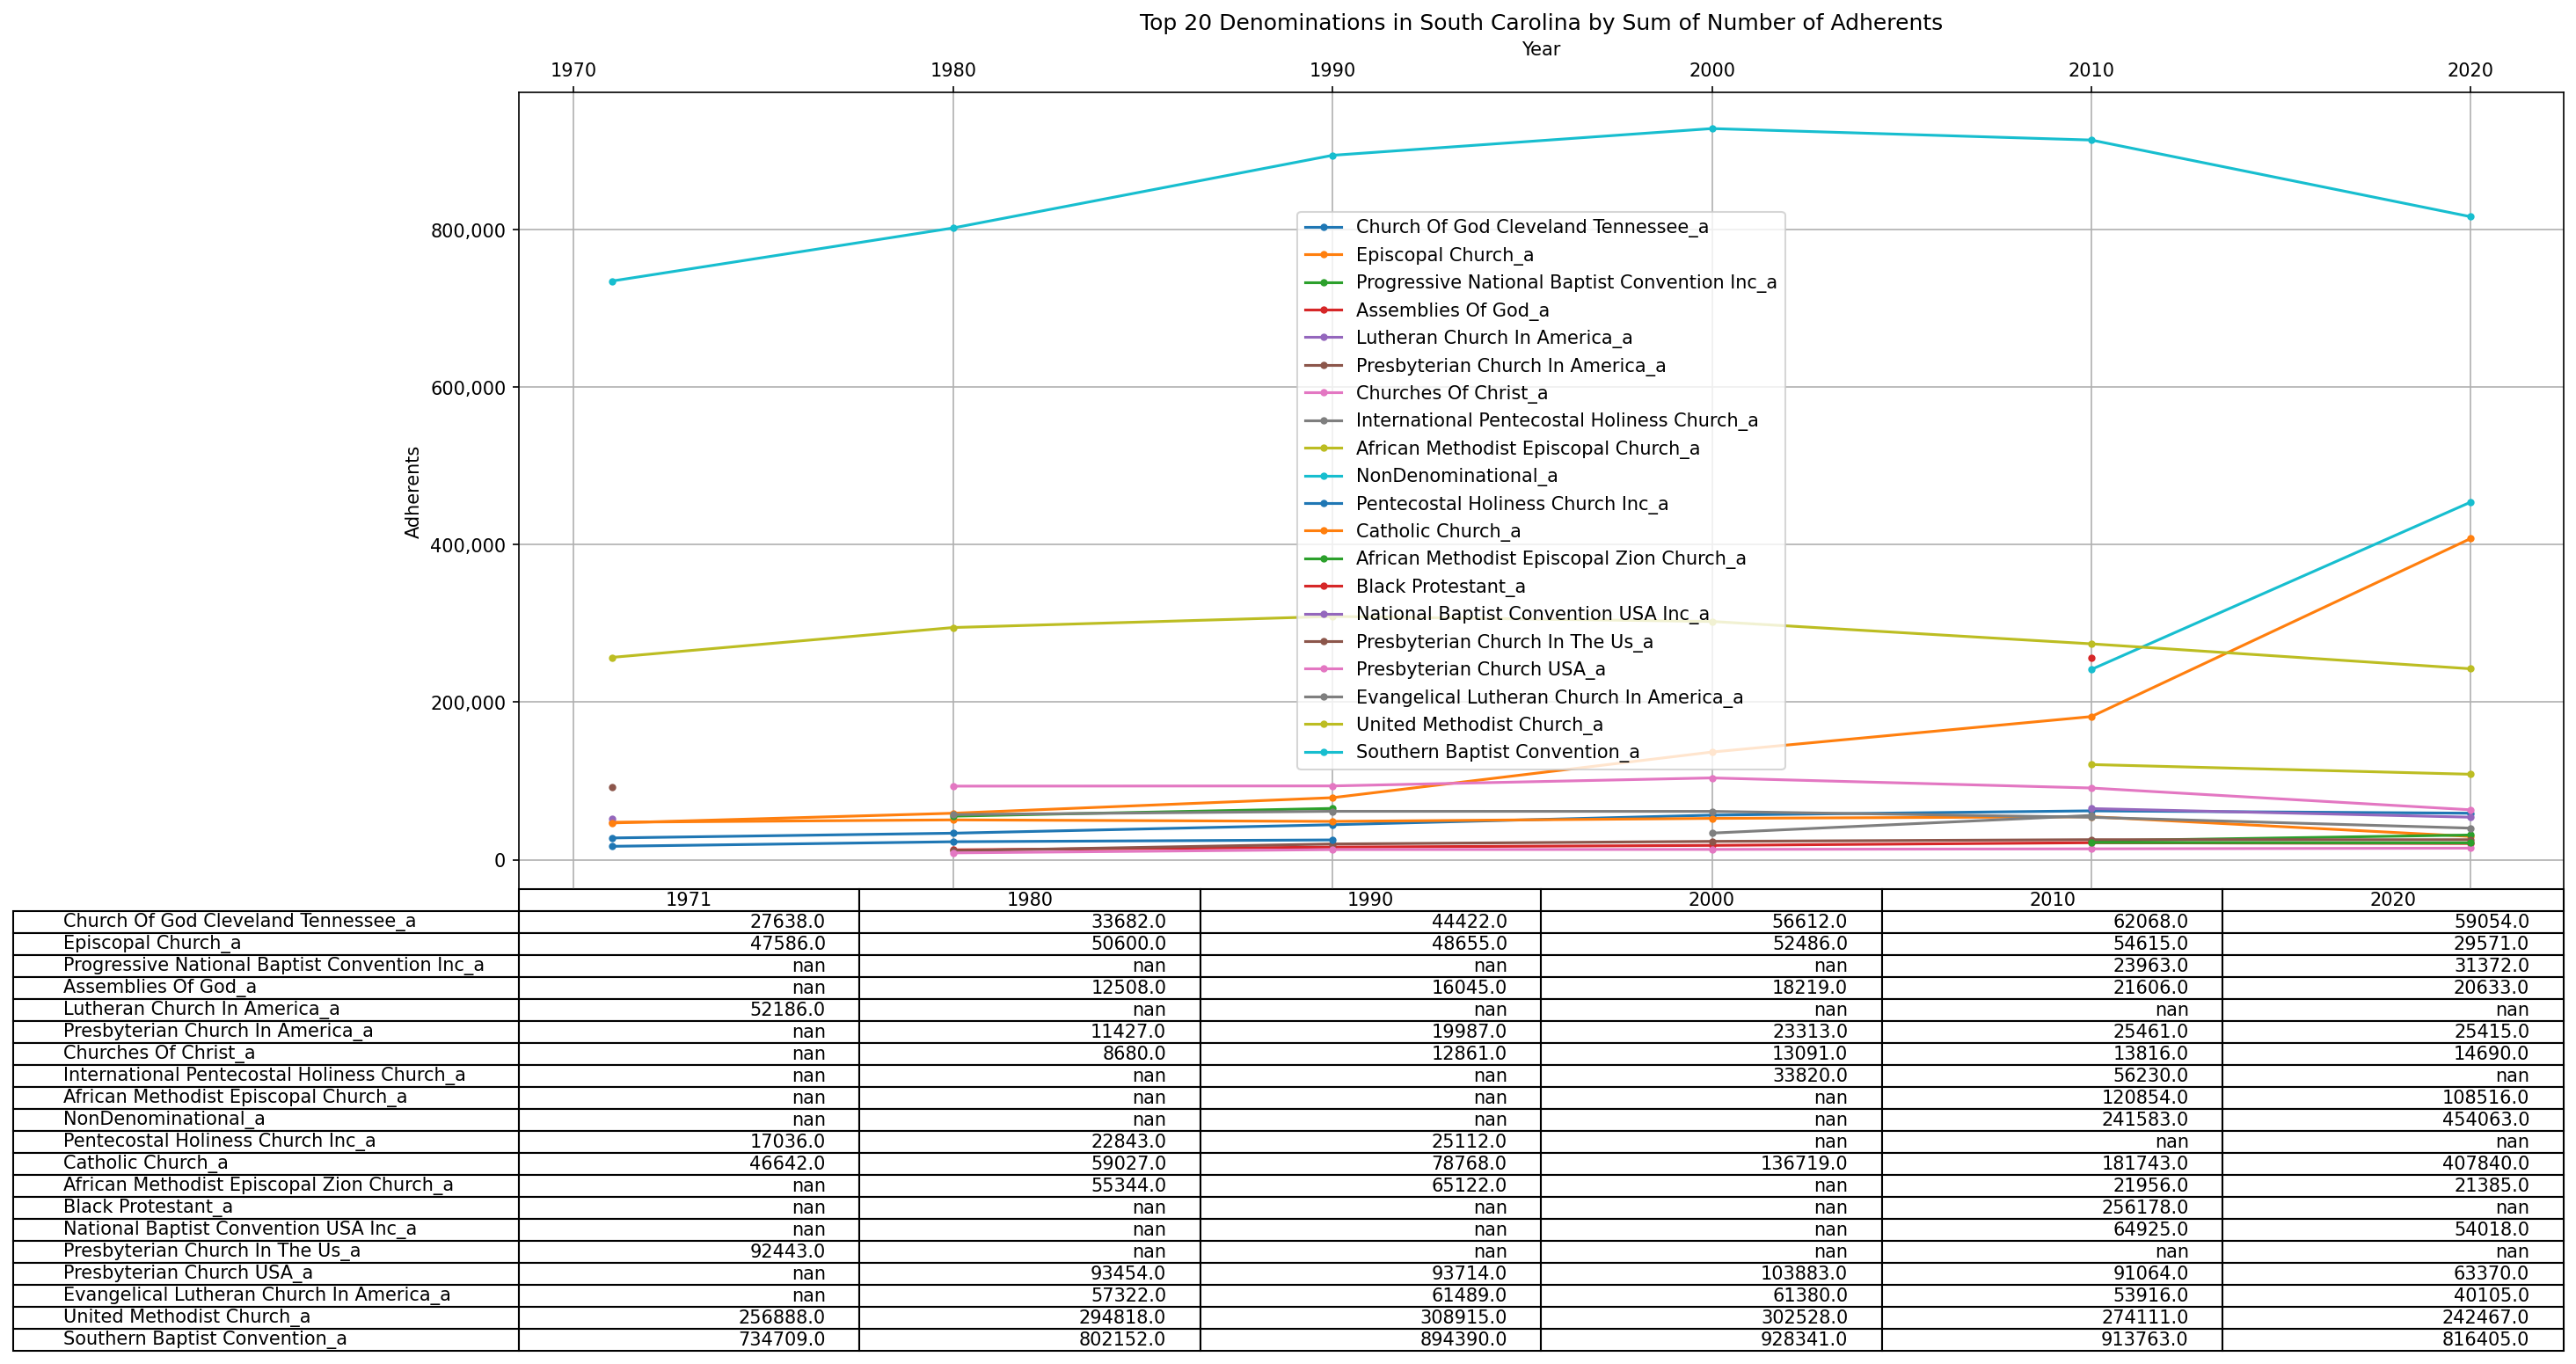 Top 20 Denominations in South Carolina by Sum of Number of Adherents
Year
1970 1980 1990 2000 2010 2020
800,000
600,000
400,000
200,000
0
Adherents
Church Of God Cleveland Tennessee_a
Episcopal Church_a
Progressive National Baptist Convention Inc_a
Assemblies Of God_a
Lutheran Church In America_a
Presbyterian Church In America_a
Churches Of Christ_a
International Pentecostal Holiness Church_a
African Methodist Episcopal Church_a
NonDenominational_a
Pentecostal Holiness Church Inc_a
Catholic Church_a
African Methodist Episcopal Zion Church_a
Black Protestant_a
National Baptist Convention USA Inc_a
Presbyterian Church In The Us_a
Presbyterian Church USA_a
Evangelical Lutheran Church In America_a
United Methodist Church_a
Southern Baptist Convention_a
1971 1980 1990 2000 2010 2020
Church Of God Cleveland Tennessee_a 27638.0 33682.0 44422.0 56612.0 62068.0 59054.0
Episcopal Church_a 47586.0 50600.0 48655.0 52486.0 54615.0 29571.0
Progressive National Baptist Convention Inc_a nan nan nan nan 23963.0 31372.0
Assemblies Of God_a nan 12508.0 16045.0 18219.0 21606.0 20633.0
Lutheran Church In America_a 52186.0 nan nan nan nan nan
Presbyterian Church In America_a nan 11427.0 19987.0 23313.0 25461.0 25415.0
Churches Of Christ_a nan 8680.0 12861.0 13091.0 13816.0 14690.0
International Pentecostal Holiness Church_a nan nan nan 33820.0 56230.0 nan
African Methodist Episcopal Church_a nan nan nan nan 120854.0 108516.0
NonDenominational_a nan nan nan nan 241583.0 454063.0
Pentecostal Holiness Church Inc_a 17036.0 22843.0 25112.0 nan nan nan
Catholic Church_a 46642.0 59027.0 78768.0 136719.0 181743.0 407840.0
African Methodist Episcopal Zion Church_a nan 55344.0 65122.0 nan 21956.0 21385.0
Black Protestant_a nan nan nan nan 256178.0 nan
National Baptist Convention USA Inc_a nan nan nan nan 64925.0 54018.0
Presbyterian Church In The Us_a 92443.0 nan nan nan nan nan
Presbyterian Church USA_a nan 93454.0 93714.0 103883.0 91064.0 63370.0
Evangelical Lutheran Church In America_a nan 57322.0 61489.0 61380.0 53916.0 40105.0
United Methodist Church_a 256888.0 294818.0 308915.0 302528.0 274111.0 242467.0
Southern Baptist Convention_a 734709.0 802152.0 894390.0 928341.0 913763.0 816405.0